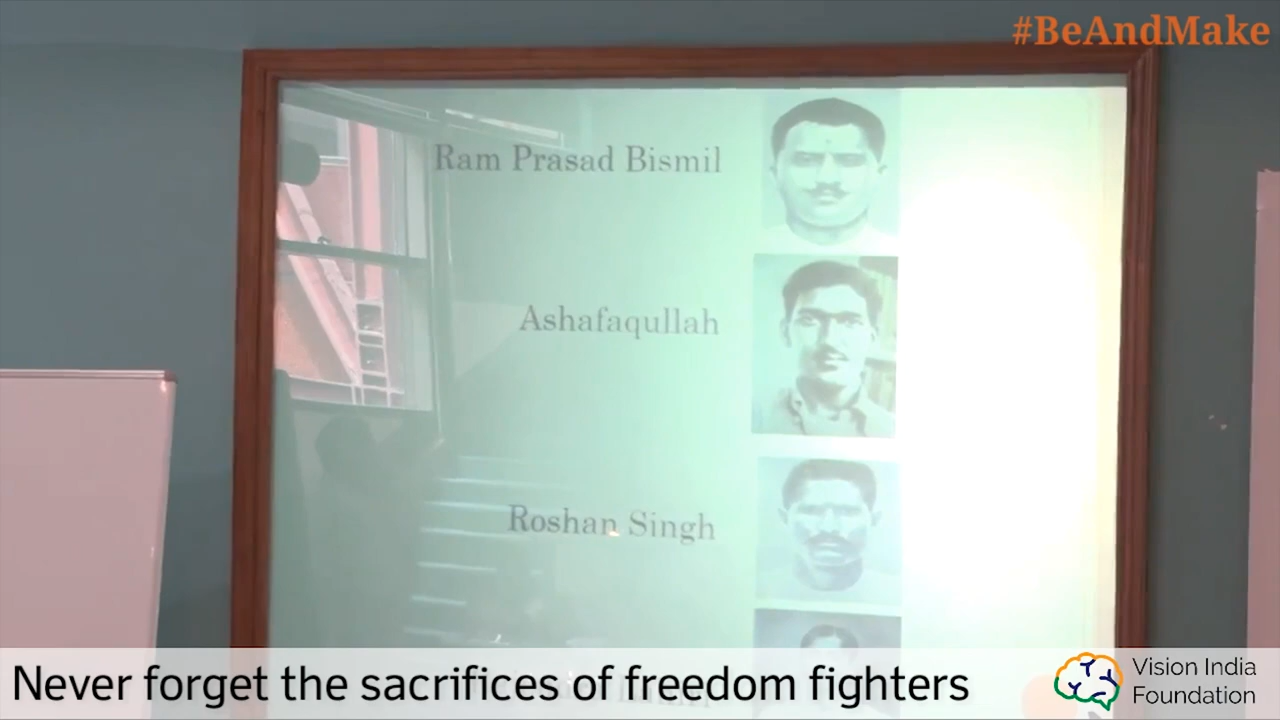 #BeAndMake
Ram Prasad Bismil
Ashafaqullah
Roshan Singh
Never forget the sacrifices of freedom fighters
Vision India
Foundation